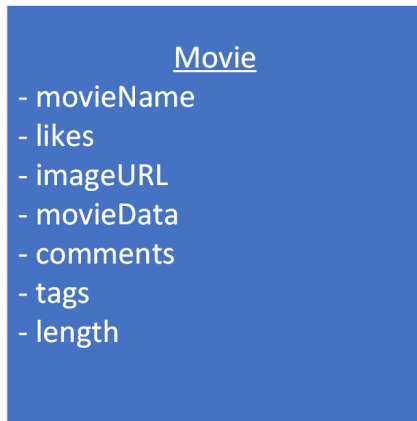 Movie
- movieName
- likes
- imageURL
- movieData
- comments
- tags
- length